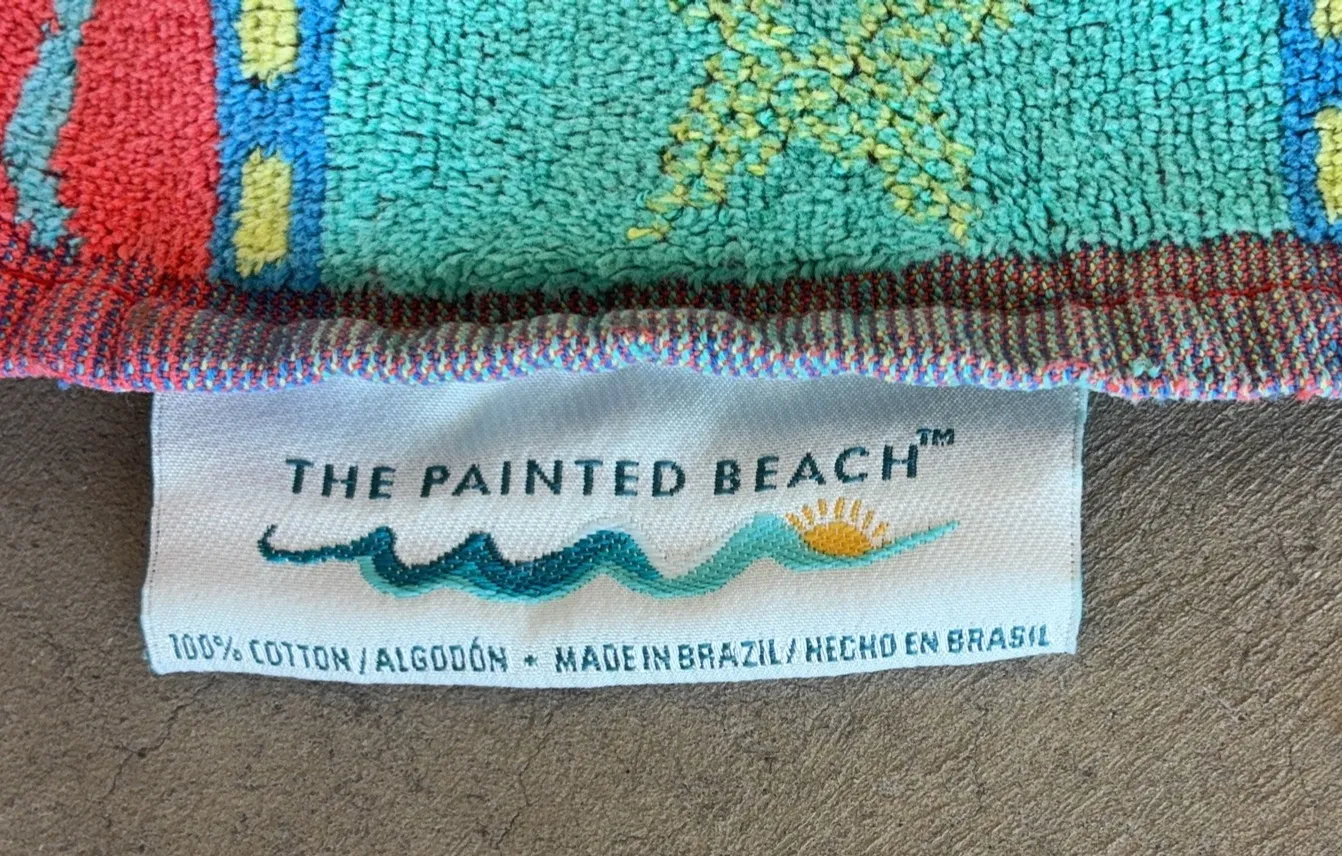 THE PAINTED BEACH™
100% COTTON / ALGODÓN • MADE IN BRAZIL / HECHO EN BRASIL